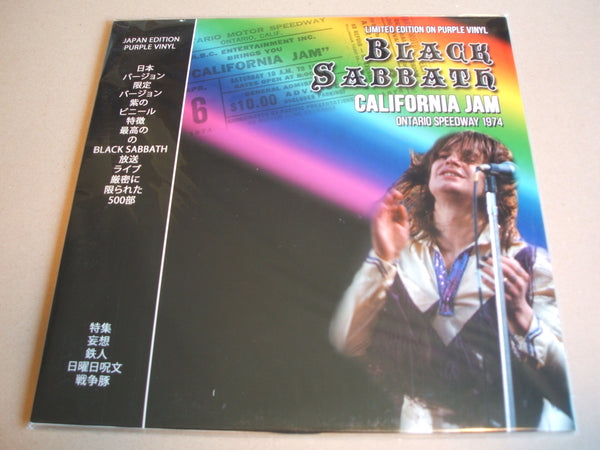 JAPAN EDITION
PURPLE VINYL
日本
バージョン
限定
バージョン
紫の
ビニール
特徴
最高の
の
BLACK SABBATH
放送
ライブ
厳密に
限られた
500部
特集
妄想
鉄人
日曜日呪文
戦争豚
LIMITED EDITION ON PURPLE VINYL
BLACK
SABBATH
CALIFORNIA JAM
ONTARIO SPEEDWAY 1974
ONTARIO MOTOR SPEEDWAY
ONTARIO, CALIF.
ENTERTAINMENT INC.
BRINGS YOU
CALIFORNIA JAM"
SATURDAY 10 A.M.
6
$10.00
GENERAL ADMISSION